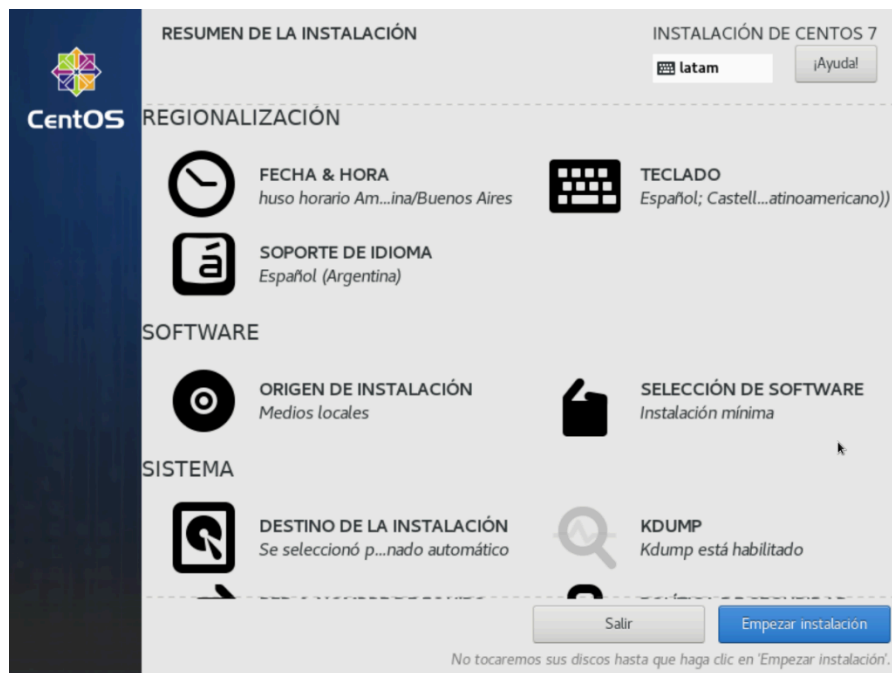 RESUMEN DE LA INSTALACIÓN
INSTALACIÓN DE CENTOS 7
latam
¡Ayuda!
CentOS
REGIONALIZACIÓN
FECHA & HORA
huso horario Am...ina/Buenos Aires
TECLADO
Español; Castell...atinoamericano))
SOPORTE DE IDIOMA
Español (Argentina)
SOFTWARE
ORIGEN DE INSTALACIÓN
Medios locales
SELECCIÓN DE SOFTWARE
Instalación mínima
SISTEMA
DESTINO DE LA INSTALACIÓN
Se seleccionó p...nado automático
KDUMP
Kdump está habilitado
Salir
Empezar instalación
No tocaremos sus discos hasta que haga clic en 'Empezar instalación'.